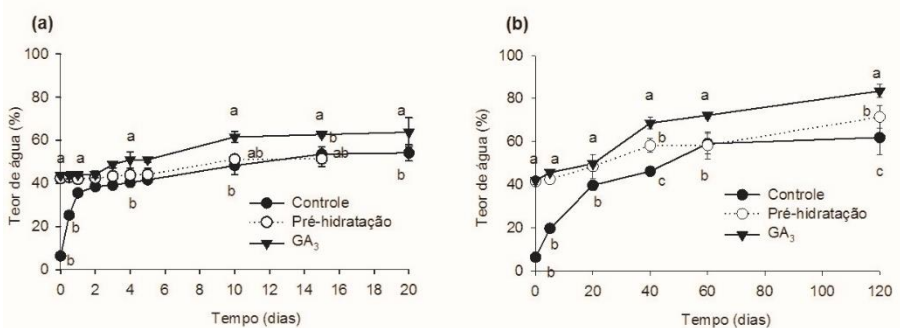 (a)
Teor de água (%)
100
80
60
40
20
0
a a a a a a
b b b b b
ab ab
b
Controle
Pré-hidratação
GA3
0 2 4 6 8 10 12 14 16 18 20
Tempo (dias)
(b)
Teor de água (%)
100
80
60
40
20
0
a a a a a a
b b b b b b
c c
Controle
Pré-hidratação
GA3
0 20 40 60 80 100 120
Tempo (dias)